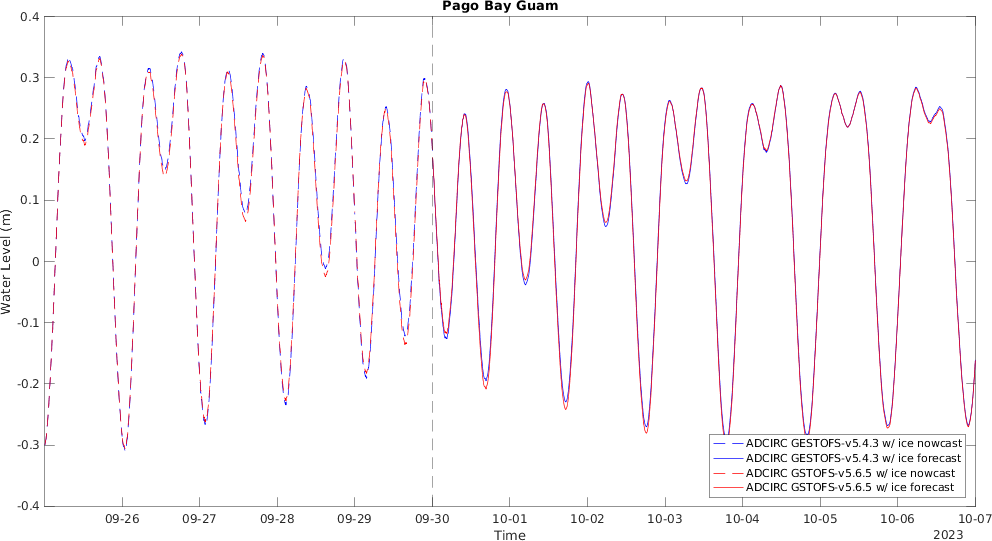 Pago Bay Guam
0.4
0.3
0.2
0.1
0
-0.1
-0.2
-0.3
-0.4
Water Level (m)
09-26 09-27 09-28 09-29 09-30 10-01 10-02 10-03 10-04 10-05 10-06 10-07
Time
2023
ADCIRC GESTOFS-v5.4.3 w/ ice nowcast
ADCIRC GESTOFS-v5.4.3 w/ ice forecast
ADCIRC GSTOFS-v5.6.5 w/ ice nowcast
ADCIRC GSTOFS-v5.6.5 w/ ice forecast